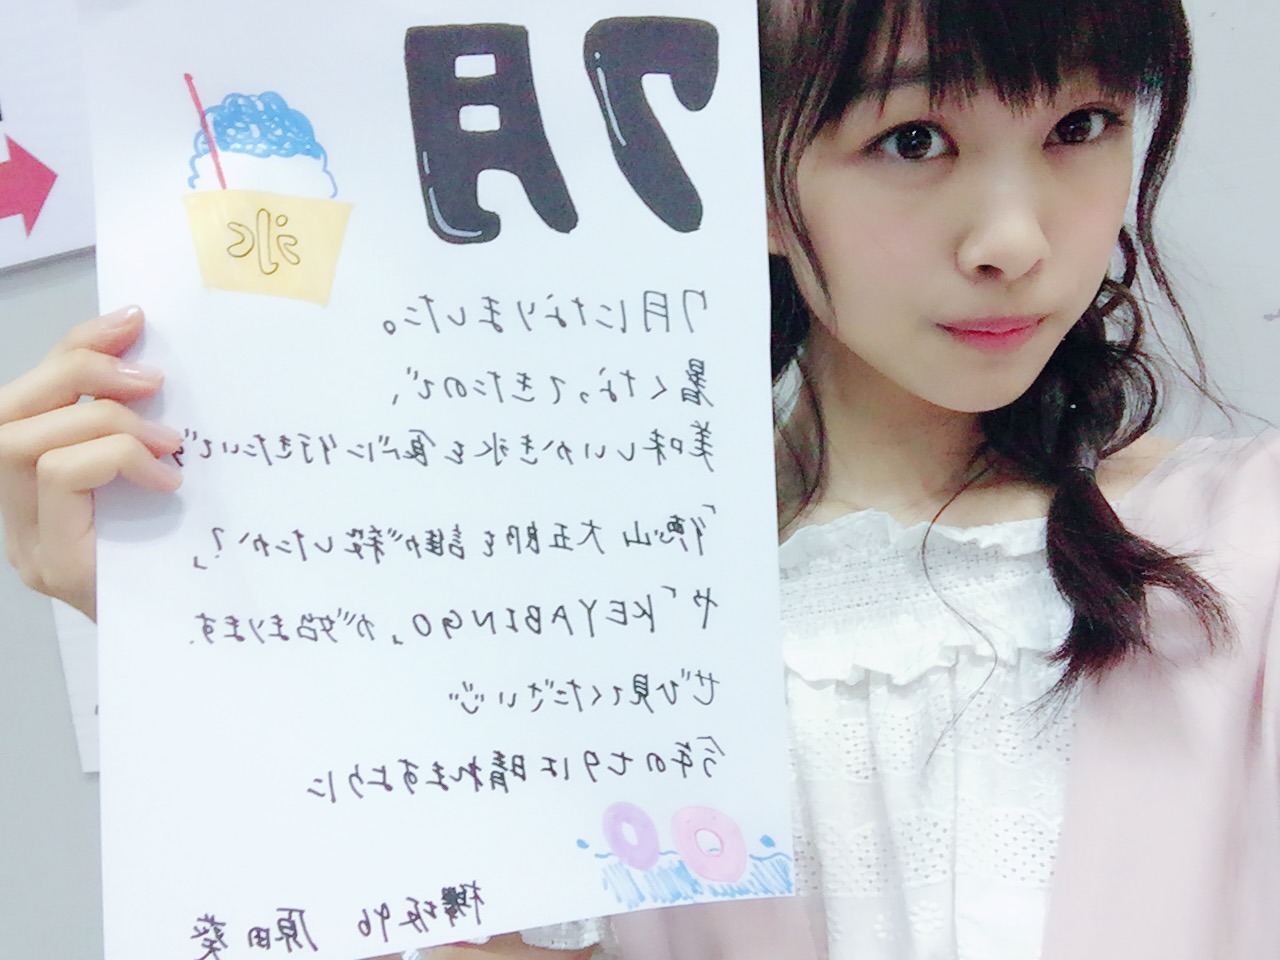 7月
氷
7月になりました。
暑くなってきたので、
美味しいかき氷を食べに行きたいです
「徳山大五郎を誰が殺したか?」
や「KEYABINGO」が始まります.
ぜひ見てください
今年の七夕は晴れますように
欅坂46 原田 葵